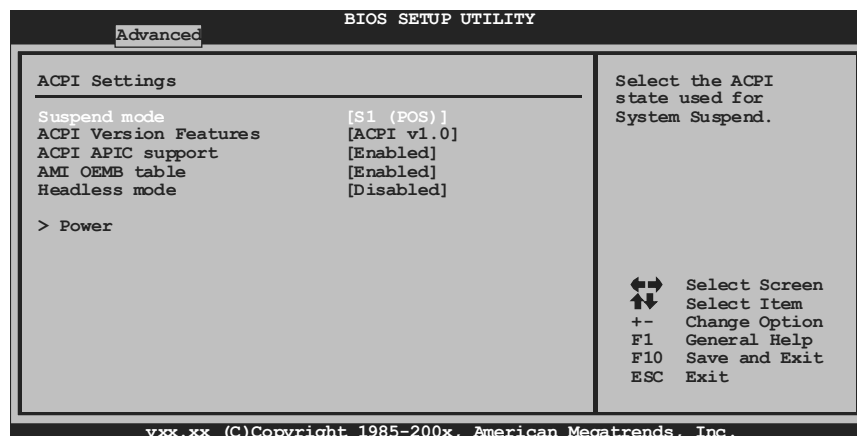 BIOS SETUP UTILITY
Advanced
ACPI Settings
Suspend mode [S1 (POS)]
ACPI Version Features [ACPI v1.0]
ACPI APIC support [Enabled]
AMI OEMB table [Enabled]
Headless mode [Disabled]
> Power
Select the ACPI
state used for
System Suspend.
Select Screen
Select Item
+- Change Option
F1 General Help
F10 Save and Exit
ESC Exit
vxx.xx (C)Copyright 1985-200x, American Megatrends, Inc.